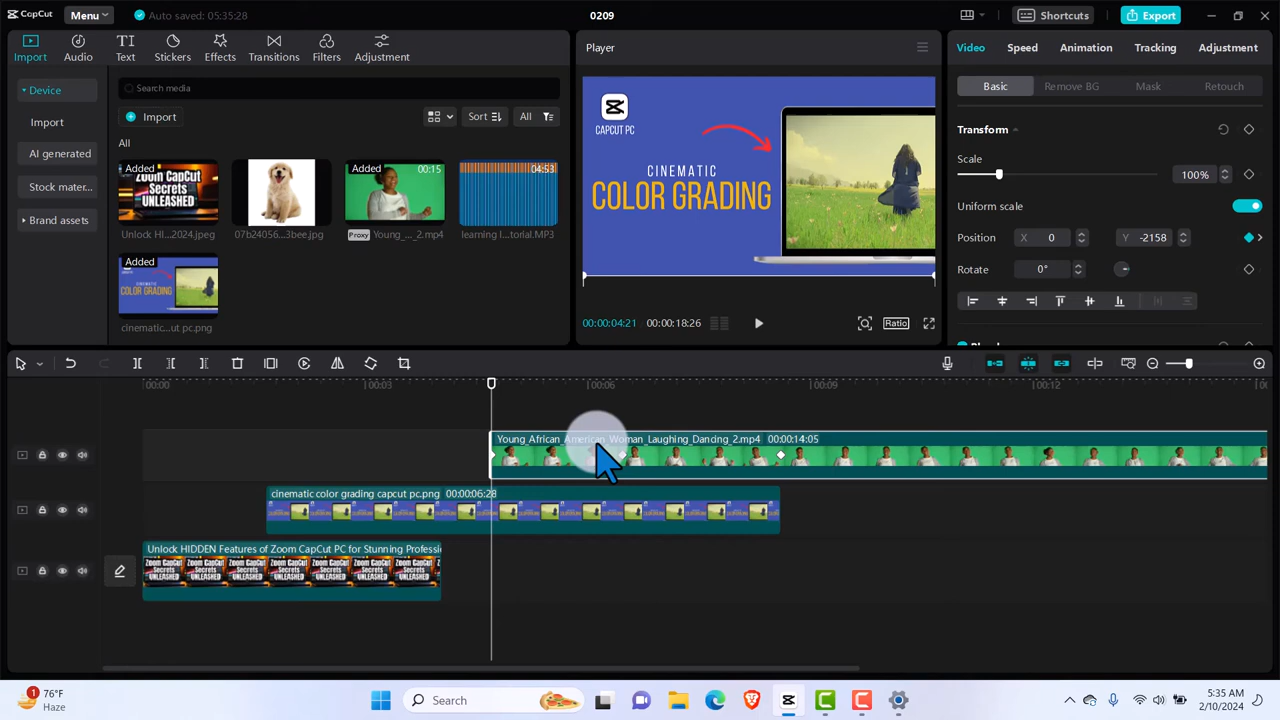 CapCut
Menu
Auto saved: 05:35:28
0209
Shortcuts
Export
Import
Audio
Text
Stickers
Effects
Transitions
Filters
Adjustment
Device
Import
AI generated
Stock mater...
Brand assets
Search media
Import
Sort
All
All
Added
ZOOM CAPCUT
SECRETS
UNLEASHED
Unlock HI...2024.jpeg
07b24056...3bee.jpg
Added
00:15
Proxy Young_..._2.mp4
04:53
learning l...torial.MP3
Added
CINEMATIC
COLOR GRADING
cinematic...ut pc.png
Player
CAPCUT PC
CINEMATIC
COLOR GRADING
00:00:04:21
00:00:18:26
Ratio
Video
Speed
Animation
Tracking
Adjustment
Basic
Remove BG
Mask
Retouch
Transform
Scale
100%
Uniform scale
Position
X 0
Y -2158
Rotate
0°
00:00
00:03
00:06
00:09
00:12
Young_African_American_Woman_Laughing_Dancing_2.mp4 00:00:14:05
cinematic color grading capcut pc.png 00:00:06:28
Unlock HIDDEN Features of Zoom CapCut PC for Stunning Professi
Zoom CapCut
SECRETS
UNLEASHED
1
76°F
Haze
Search
5:35 AM
2/10/2024